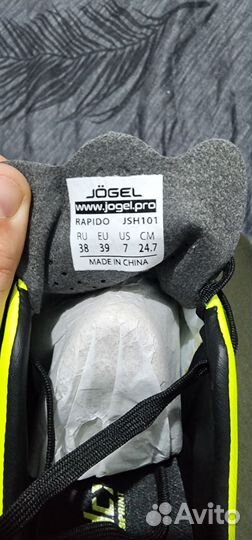 JÖGEL
www.jogel.pro
RAPIDO JSH101
RU EU US CM
38 39 7 24.7
MADE IN CHINA
Avito